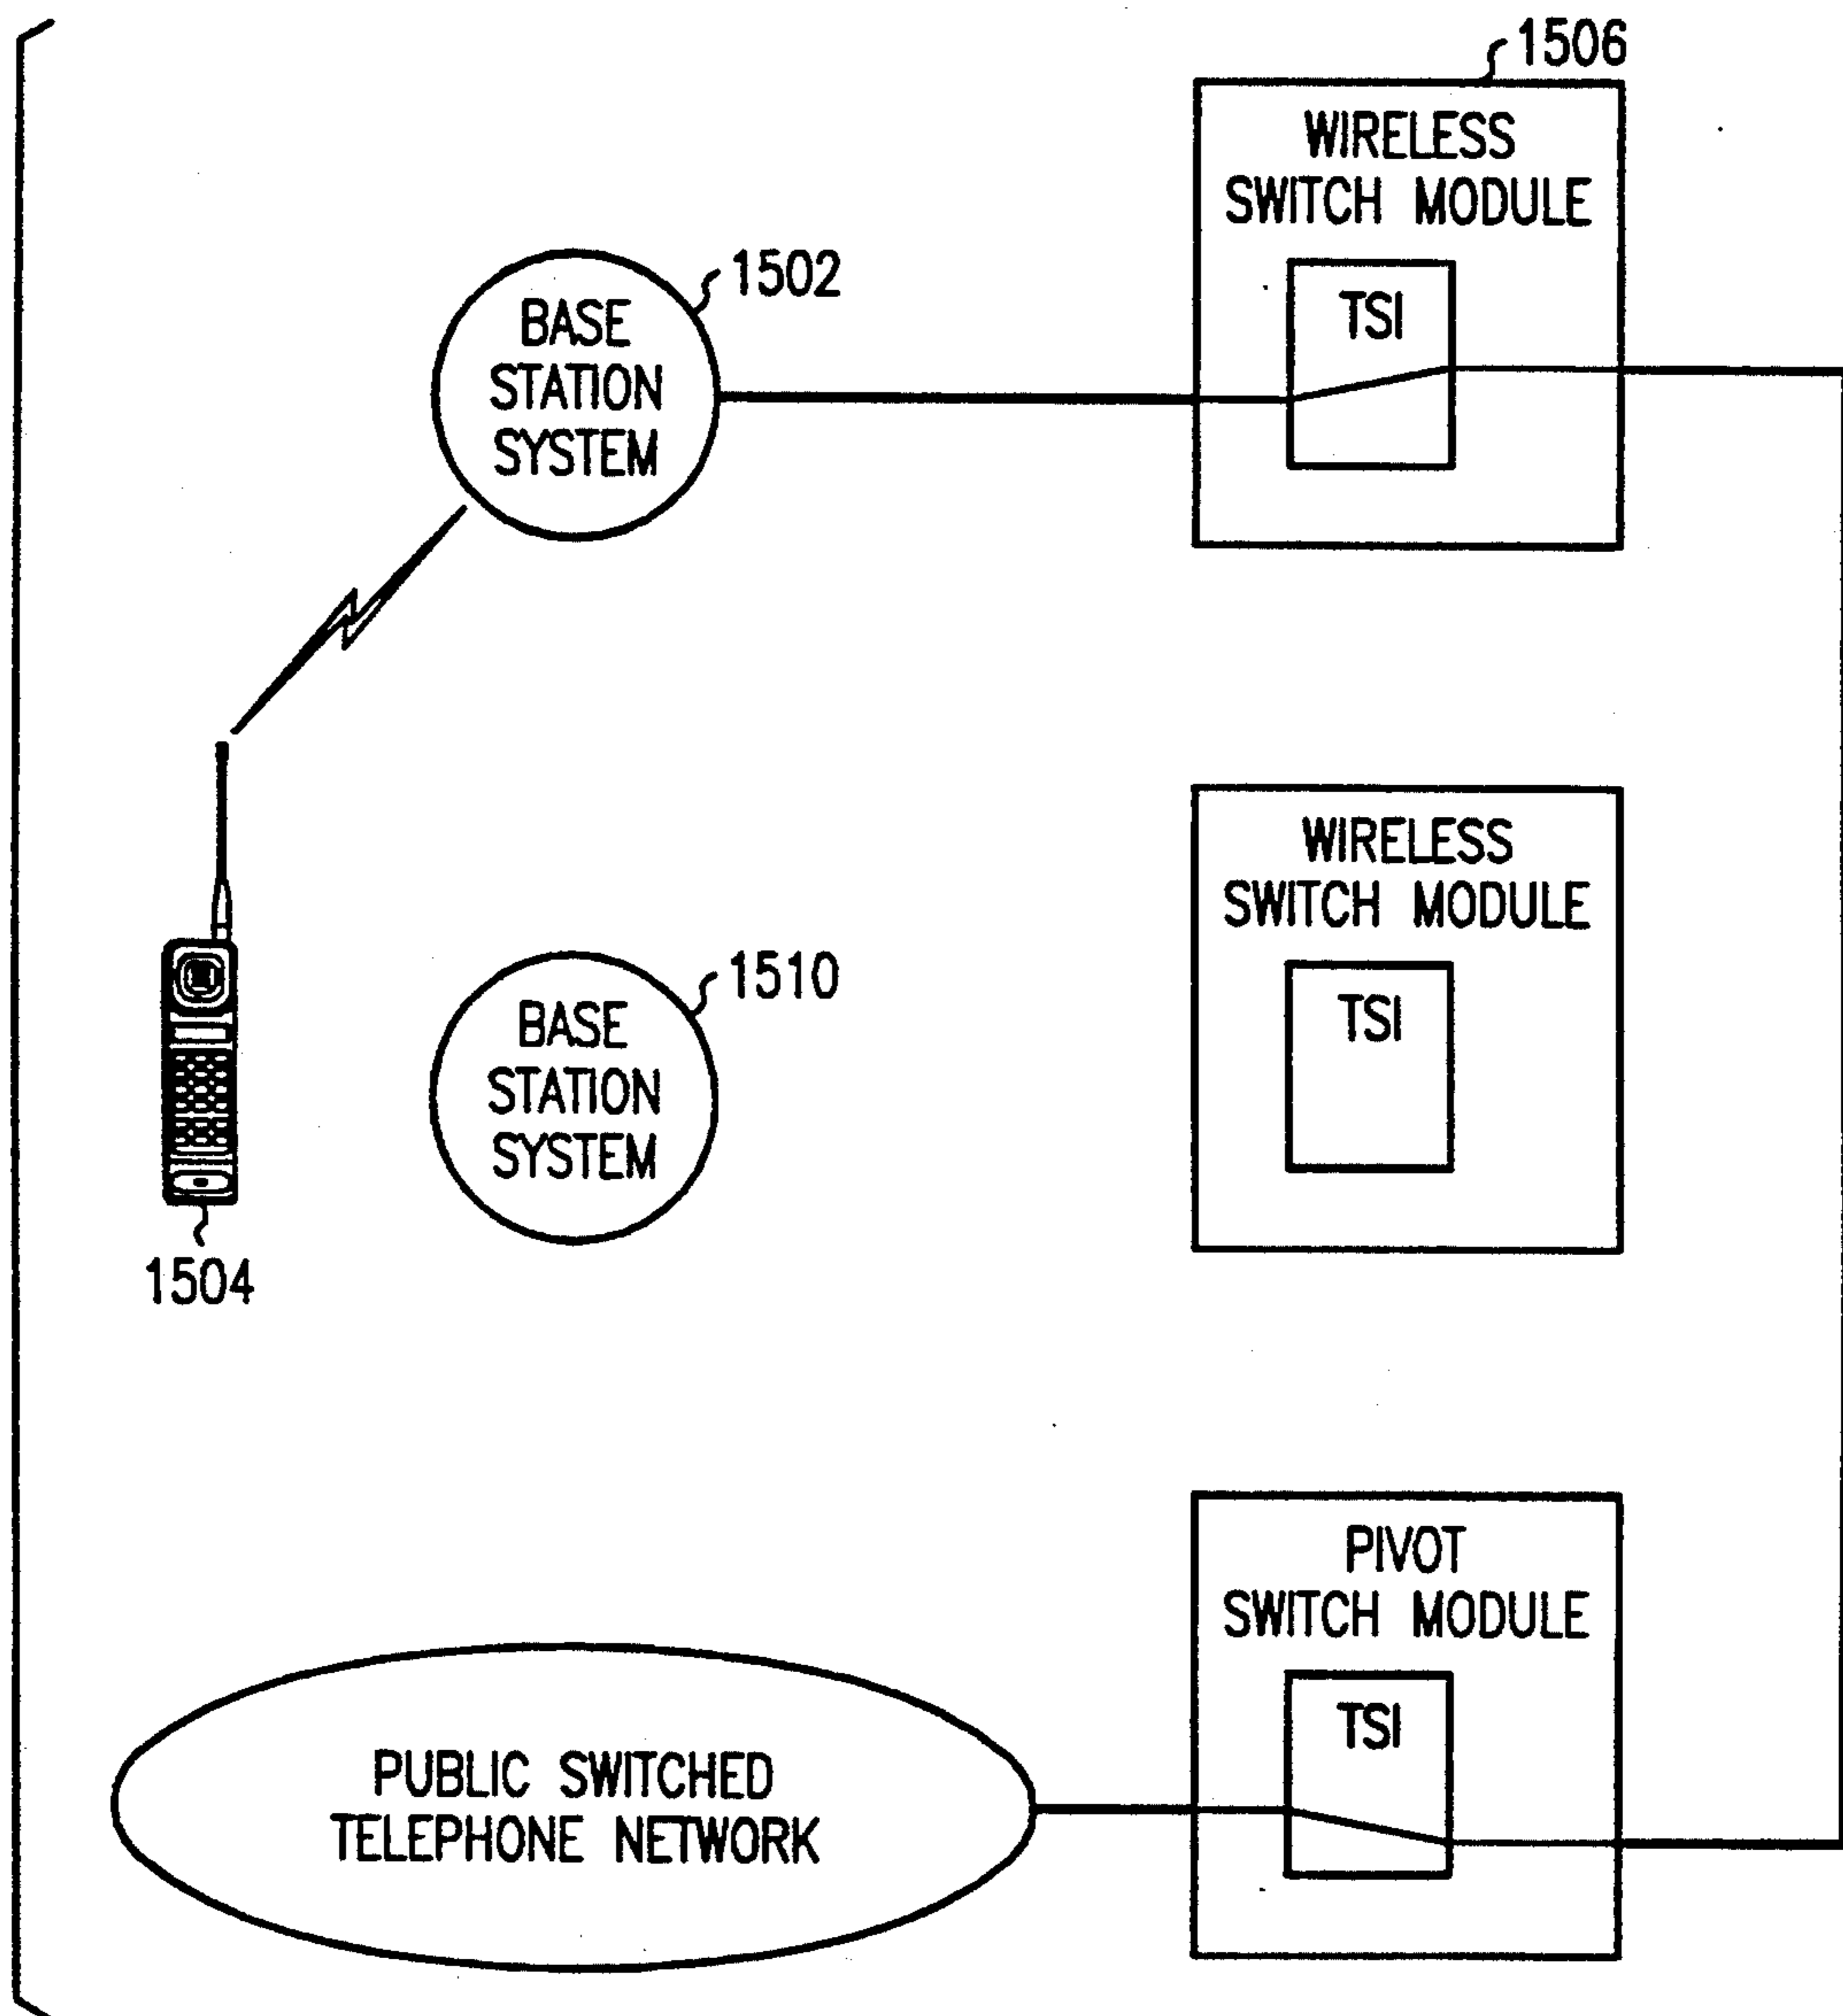 1506
WIRELESS
SWITCH MODULE
TSI
1502
BASE
STATION
SYSTEM
WIRELESS
SWITCH MODULE
TSI
1510
BASE
STATION
SYSTEM
1504
PIVOT
SWITCH MODULE
TSI
PUBLIC SWITCHED
TELEPHONE NETWORK